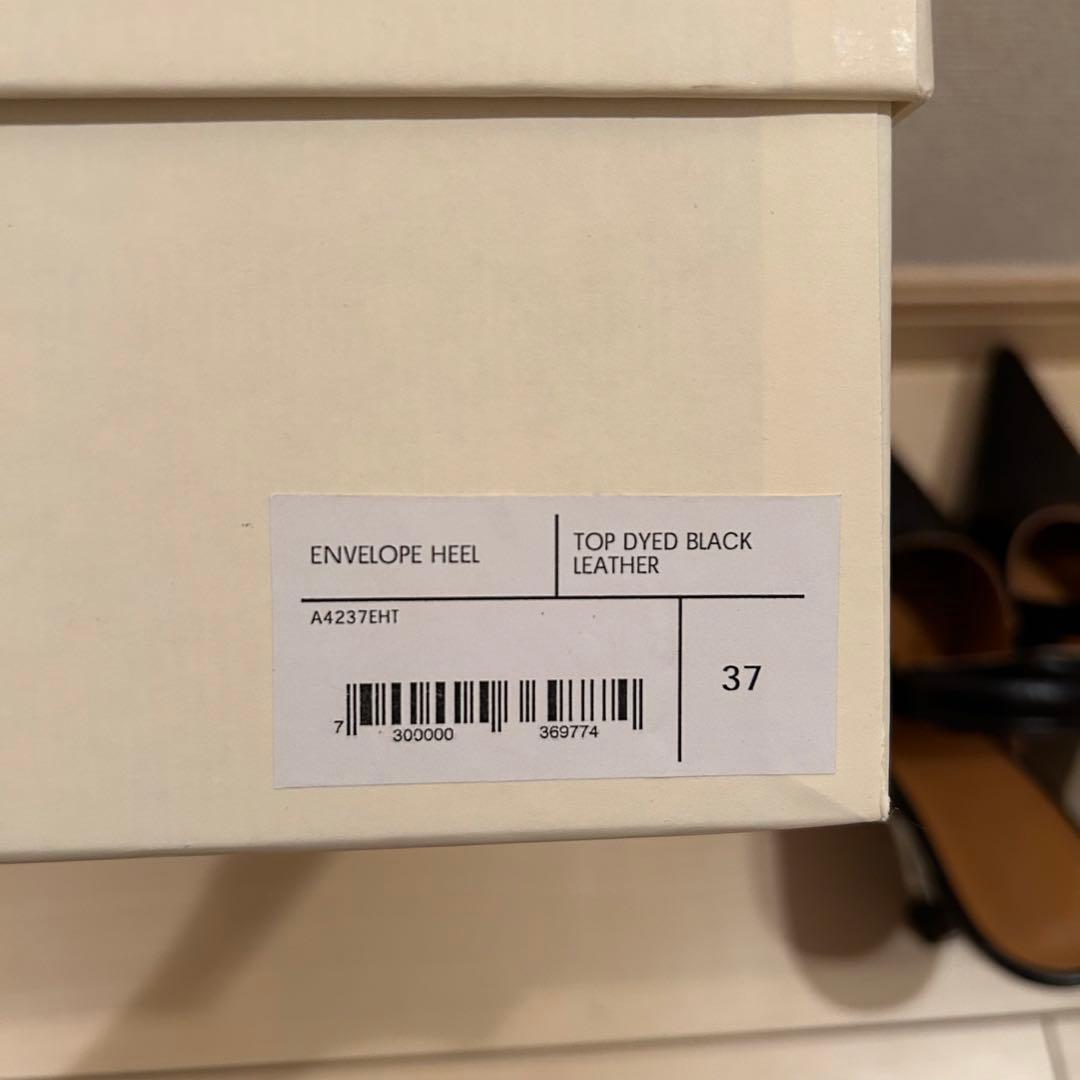 ENVELOPE HEEL
TOP DYED BLACK
LEATHER
A4237EHT
37
7 300000 369774